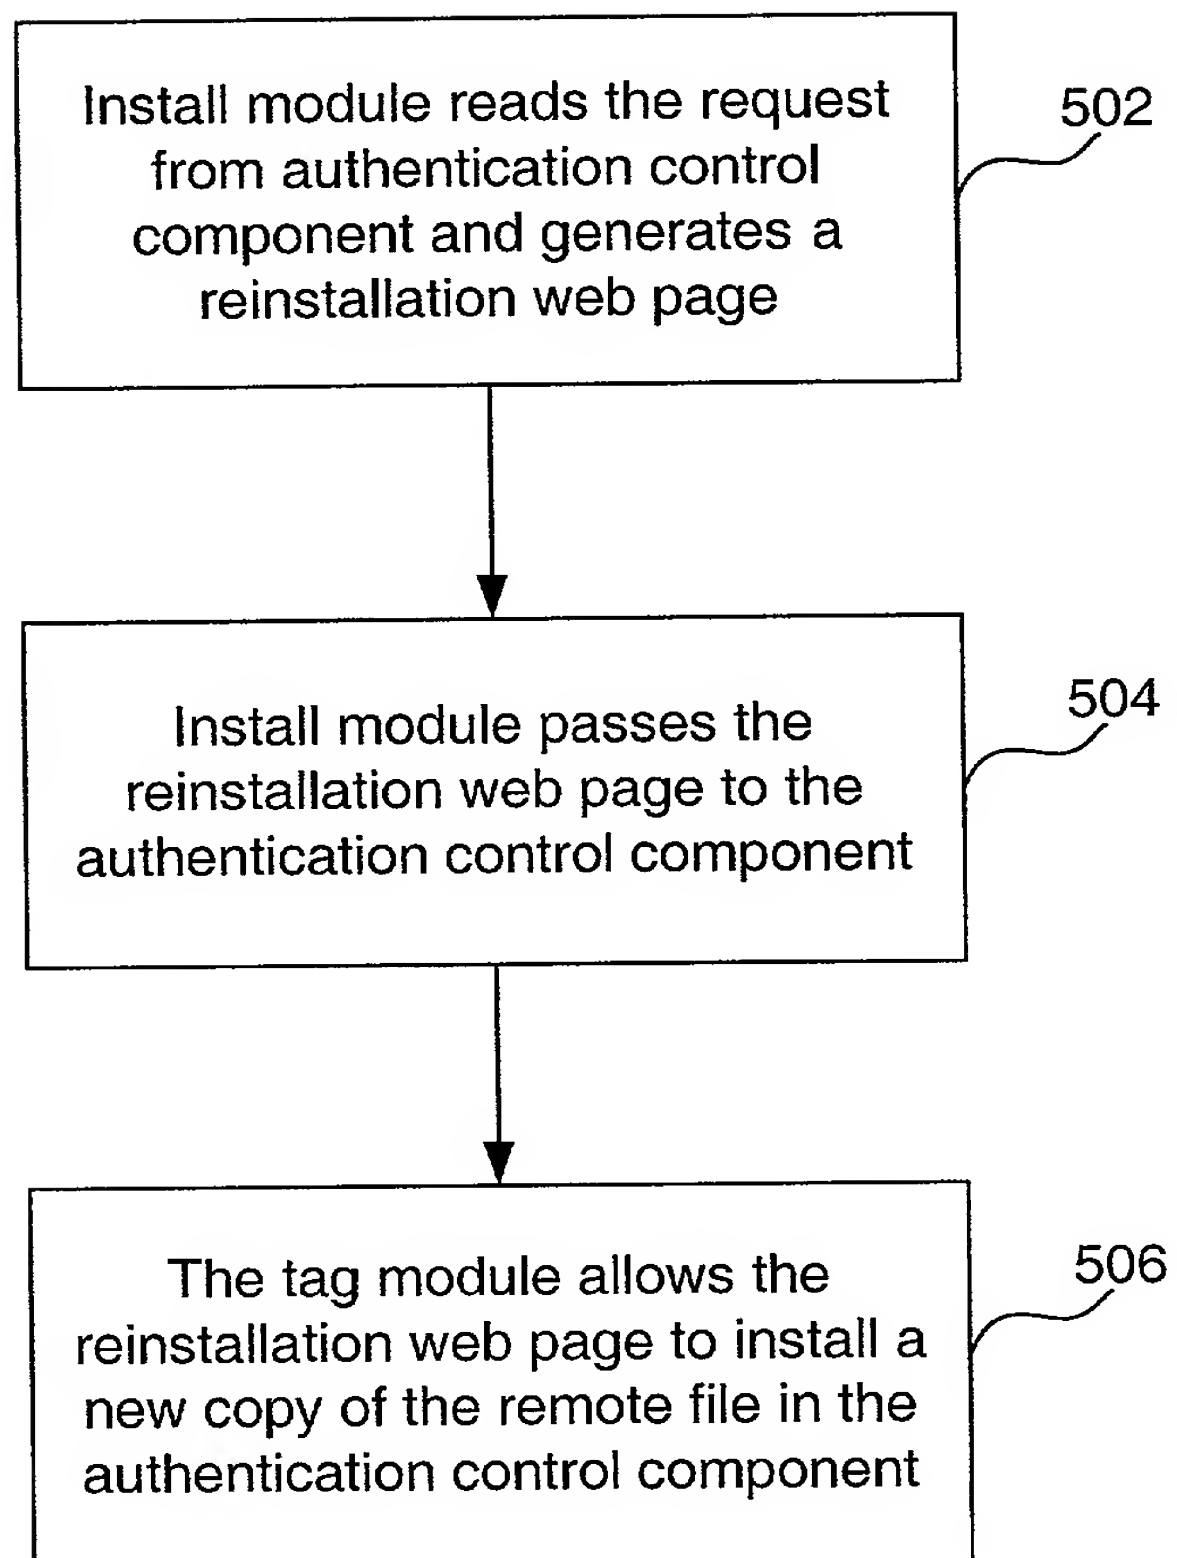 Install module reads the request
from authentication control
component and generates a
reinstallation web page
502
Install module passes the
reinstallation web page to the
authentication control component
504
The tag module allows the
reinstallation web page to install a
new copy of the remote file in the
authentication control component
506